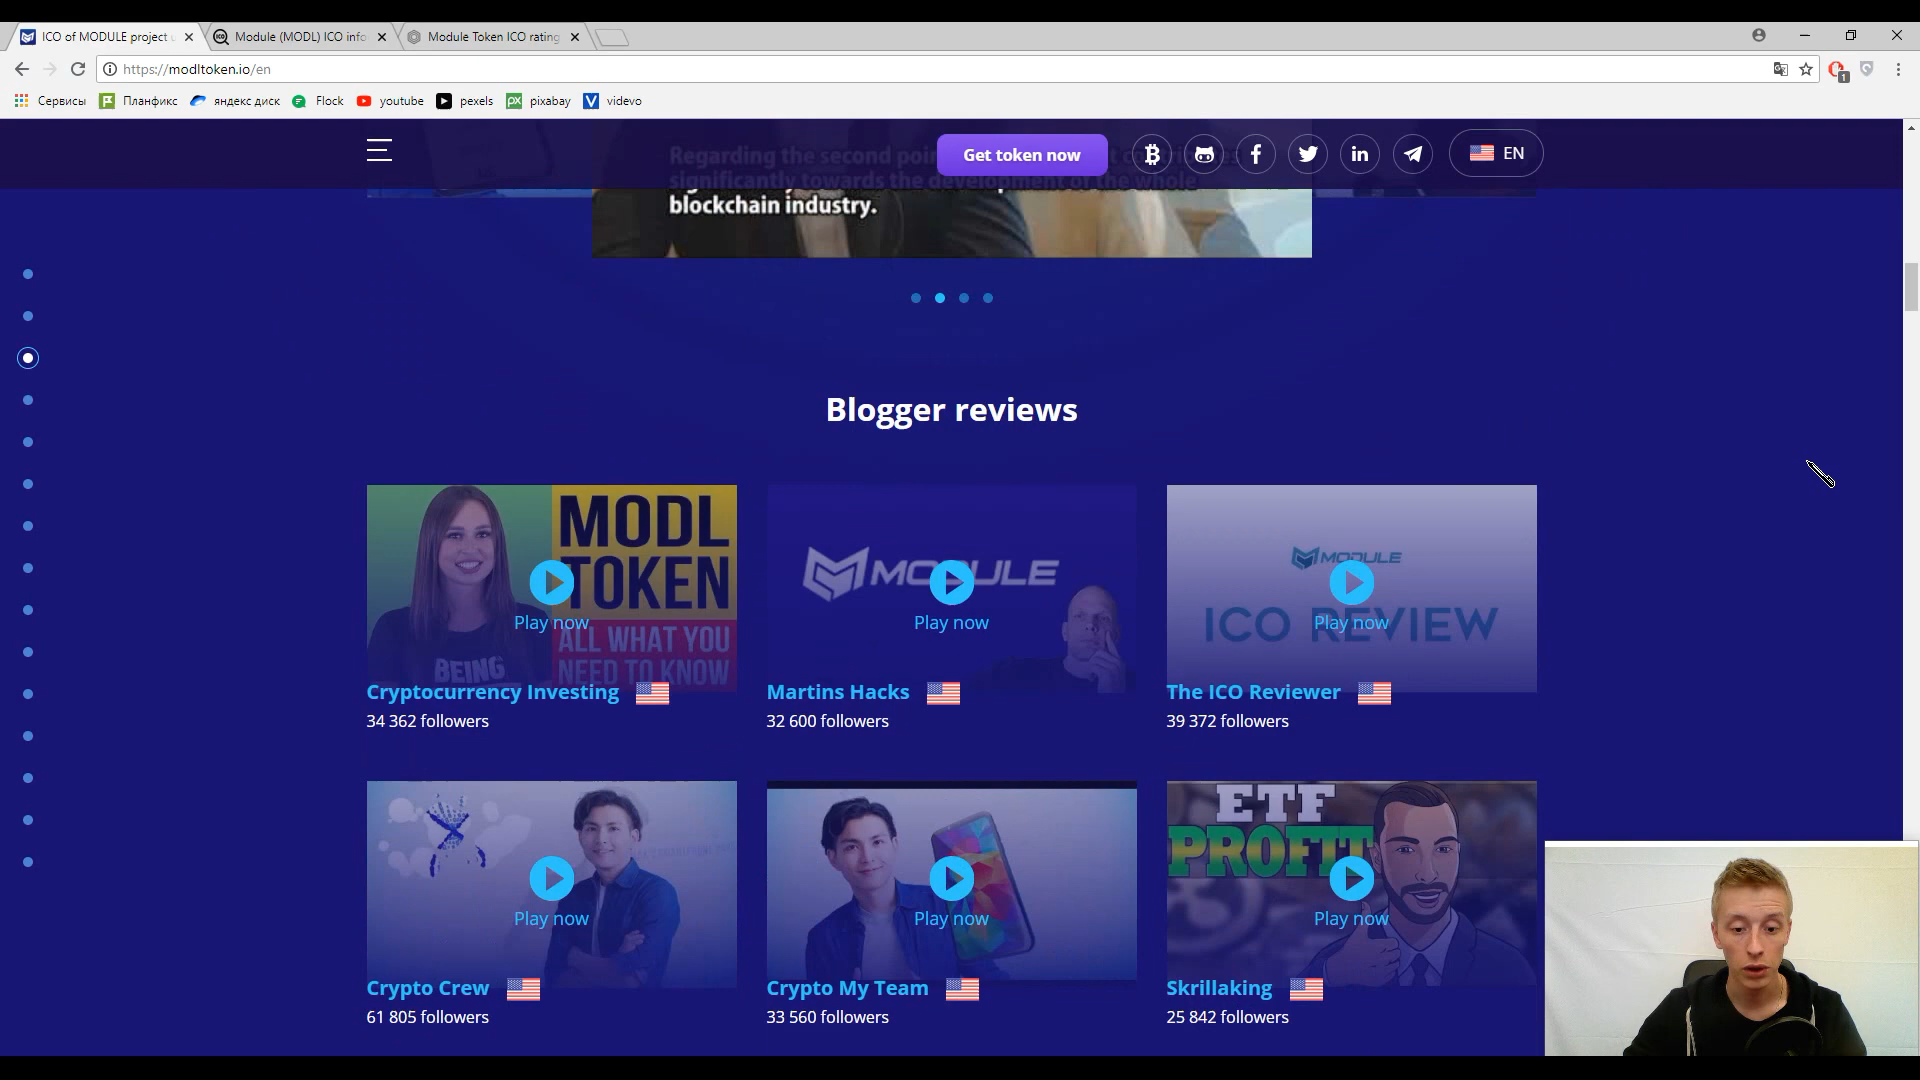 ICO of MODULE project u
Module (MODL) ICO info
Module Token ICO rating
https://modltoken.io/en
1
Сервисы
Планфикс
яндекс диск
Flock
youtube
pexels
px
pixabay
videvo
Get token now
EN
Regarding the second poin
significantly towards the development of the whole
blockchain industry.
Blogger reviews
MODL
TOKEN
ALL WHAT YOU
NEED TO KNOW
BEING
Play now
Cryptocurrency Investing
34 362 followers
MODULE
Play now
Martins Hacks
32 600 followers
MODULE
ICO REVIEW
Play now
The ICO Reviewer
39 372 followers
Play now
Crypto Crew
61 805 followers
Play now
Crypto My Team
33 560 followers
ETF
PROFIT
Play now
Skrillaking
25 842 followers